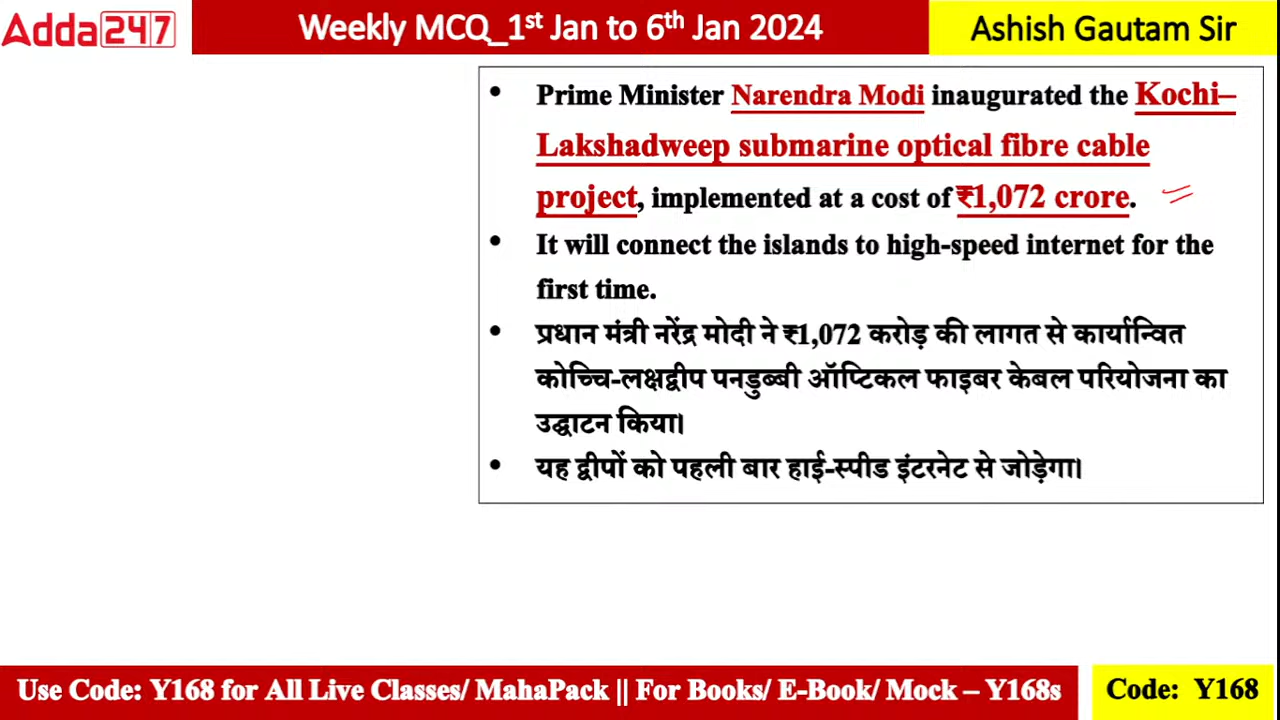 Adda247
Weekly MCQ_1st Jan to 6th Jan 2024
Ashish Gautam Sir
• Prime Minister Narendra Modi inaugurated the Kochi–
Lakshadweep submarine optical fibre cable
project, implemented at a cost of ₹1,072 crore.
• It will connect the islands to high-speed internet for the
first time.
• प्रधान मंत्री नरेंद्र मोदी ने ₹1,072 करोड़ की लागत से कार्यान्वित
कोच्चि-लक्षद्वीप पनडुब्बी ऑप्टिकल फाइबर केबल परियोजना का
उद्घाटन किया।
• यह द्वीपों को पहली बार हाई-स्पीड इंटरनेट से जोड़ेगा।
Use Code: Y168 for All Live Classes/ MahaPack || For Books/ E-Book/ Mock – Y168s
Code: Y168